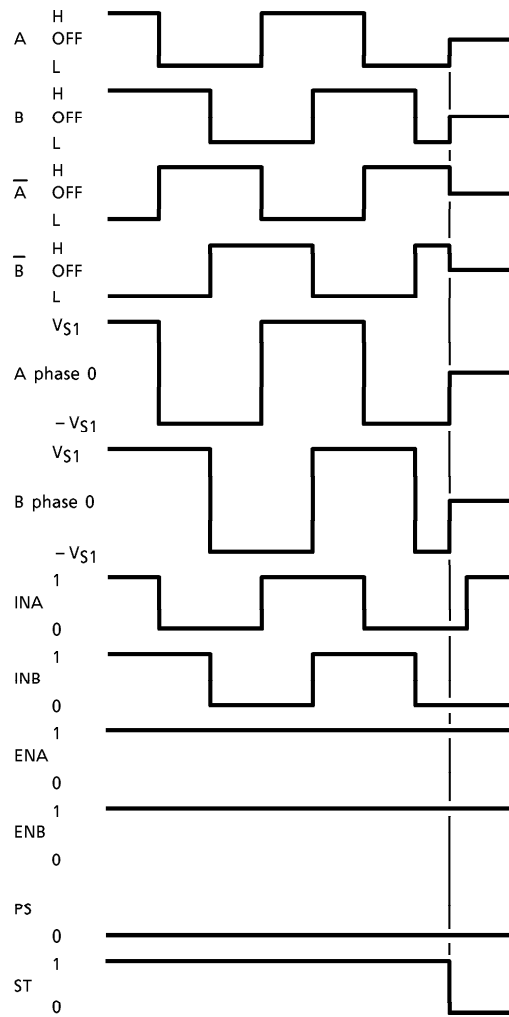 H
A OFF
L
H
B OFF
L
H
A̅ OFF
L
H
B̅ OFF
L
VS1
A phase 0
−VS1
VS1
B phase 0
−VS1
1
INA
0
1
INB
0
1
ENA
0
1
ENB
0
PS
0
1
ST
0